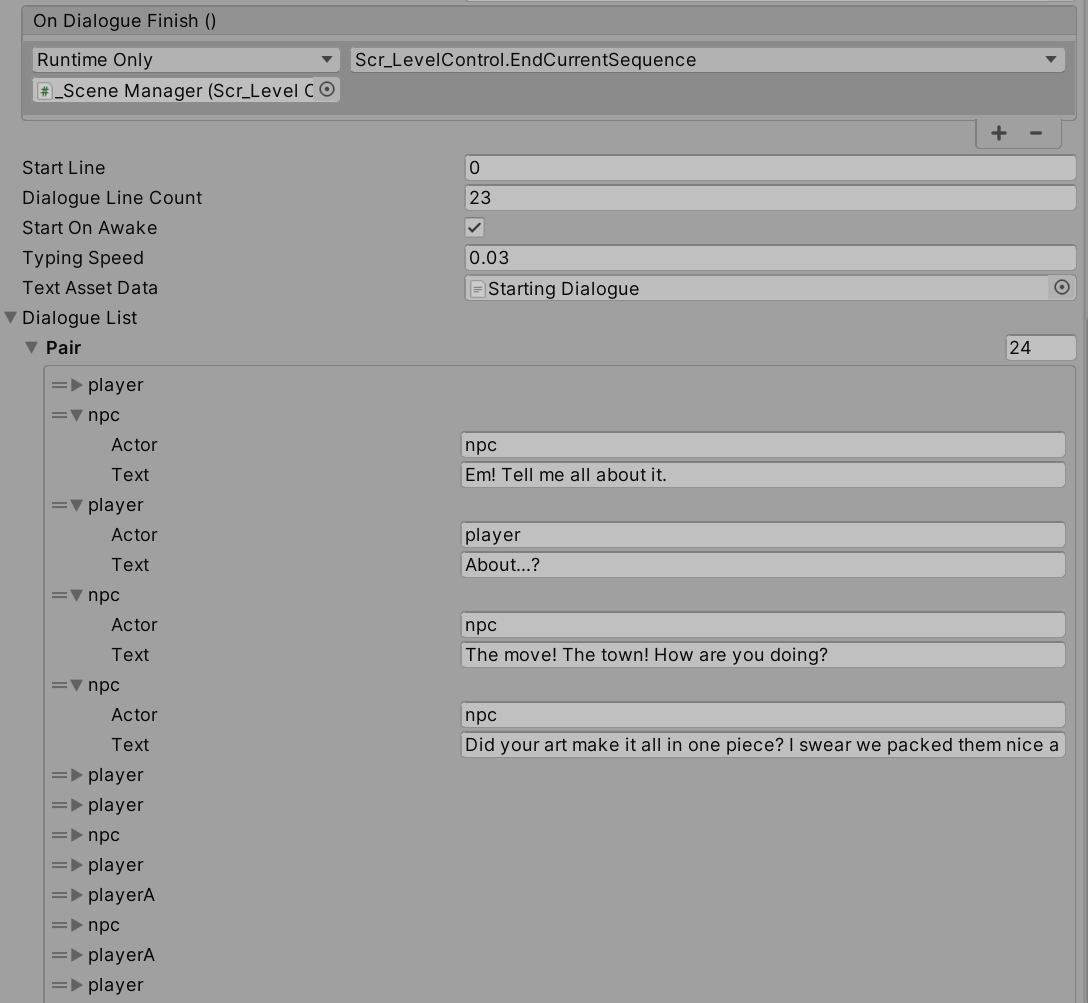 On Dialogue Finish ()
Runtime Only Scr_LevelControl.EndCurrentSequence
_Scene Manager (Scr_Level C
Start Line 0
Dialogue Line Count 23
Start On Awake
Typing Speed 0.03
Text Asset Data Starting Dialogue
Dialogue List
Pair 24
player
npc
Actor npc
Text Em! Tell me all about it.
player
Actor player
Text About...?
npc
Actor npc
Text The move! The town! How are you doing?
npc
Actor npc
Text Did your art make it all in one piece? I swear we packed them nice a
player
player
npc
player
playerA
npc
playerA
player